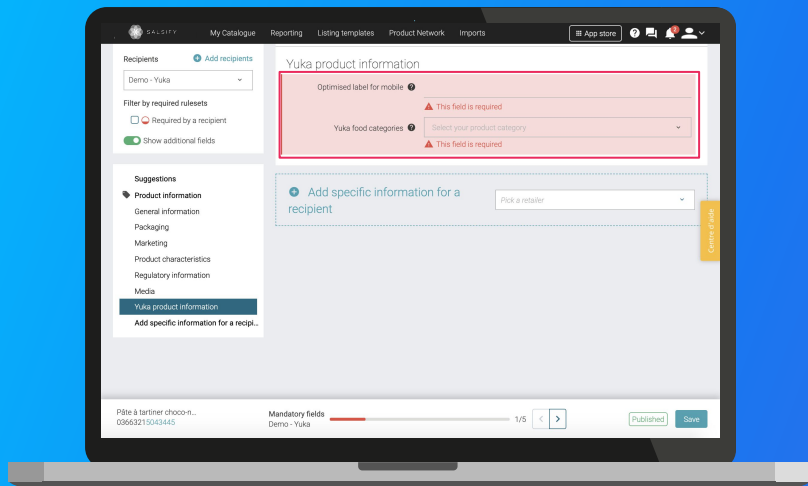 SALSIFY My Catalogue Reporting Listing templates Product Network Imports App store 2
Recipients Add recipients
Demo - Yuka
Filter by required rulesets
Required by a recipient
Show additional fields
Suggestions
Product information
General information
Packaging
Marketing
Product characteristics
Regulatory information
Media
Yuka product information
Add specific information for a recipi...
Yuka product information
Optimised label for mobile ?
This field is required
Yuka food categories ? Select your product category
This field is required
Add specific information for a
recipient
Pick a retailer
Centre d'aide
Pâte à tartiner choco-n...
03663215043445
Mandatory fields
Demo - Yuka
1/5 < >
Published Save